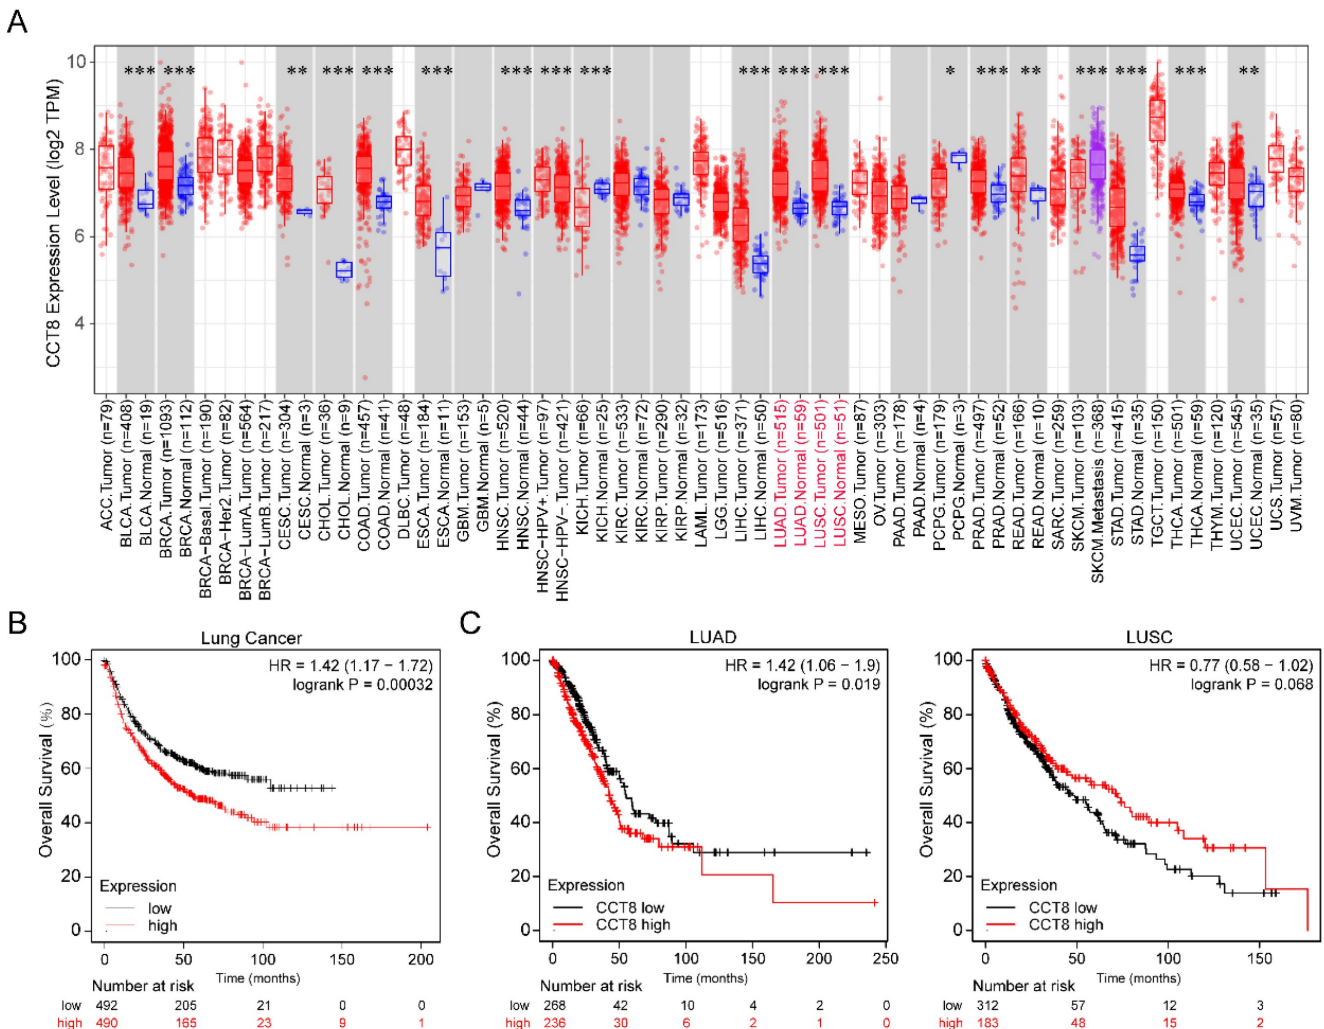 A
CCT8 Expression Level (log2 TPM)
10
8
6
4
*** *** ** *** *** *** *** *** *** *** *** *** * *** ** *** *** *** **
ACC.Tumor (n=79)
BLCA.Tumor (n=408)
BLCA.Normal (n=19)
BRCA.Tumor (n=1093)
BRCA.Normal (n=112)
BRCA−Basal.Tumor (n=190)
BRCA−Her2.Tumor (n=82)
BRCA−LumA.Tumor (n=564)
BRCA−LumB.Tumor (n=217)
CESC.Tumor (n=304)
CESC.Normal (n=3)
CHOL.Tumor (n=36)
CHOL.Normal (n=9)
COAD.Tumor (n=457)
COAD.Normal (n=41)
DLBC.Tumor (n=48)
ESCA.Tumor (n=184)
ESCA.Normal (n=11)
GBM.Tumor (n=153)
GBM.Normal (n=5)
HNSC.Tumor (n=520)
HNSC.Normal (n=44)
HNSC−HPV+.Tumor (n=97)
HNSC−HPV−.Tumor (n=421)
KICH.Tumor (n=66)
KICH.Normal (n=25)
KIRC.Tumor (n=533)
KIRC.Normal (n=72)
KIRP.Tumor (n=290)
KIRP.Normal (n=32)
LAML.Tumor (n=173)
LGG.Tumor (n=516)
LIHC.Tumor (n=371)
LIHC.Normal (n=50)
LUAD.Tumor (n=515)
LUAD.Normal (n=59)
LUSC.Tumor (n=501)
LUSC.Normal (n=51)
MESO.Tumor (n=87)
OV.Tumor (n=303)
PAAD.Tumor (n=178)
PAAD.Normal (n=4)
PCPG.Tumor (n=179)
PCPG.Normal (n=3)
PRAD.Tumor (n=497)
PRAD.Normal (n=52)
READ.Tumor (n=166)
READ.Normal (n=10)
SARC.Tumor (n=259)
SKCM.Tumor (n=103)
SKCM.Metastasis (n=368)
STAD.Tumor (n=415)
STAD.Normal (n=35)
TGCT.Tumor (n=150)
THCA.Tumor (n=501)
THCA.Normal (n=59)
THYM.Tumor (n=120)
UCEC.Tumor (n=545)
UCEC.Normal (n=35)
UCS.Tumor (n=57)
UVM.Tumor (n=80)
B
Lung Cancer
HR = 1.42 (1.17 − 1.72)
logrank P = 0.00032
Overall Survival (%)
100
80
60
40
20
0
Expression
low
high
0 50 100 150 200
Time (months)
Number at risk
low 492 205 21 0 0
high 490 165 23 9 1
C
LUAD
HR = 1.42 (1.06 − 1.9)
logrank P = 0.019
Overall Survival (%)
100
80
60
40
20
0
Expression
CCT8 low
CCT8 high
0 50 100 150 200 250
Time (months)
Number at risk
low 268 42 10 4 2 0
high 236 30 6 2 1 0
LUSC
HR = 0.77 (0.58 − 1.02)
logrank P = 0.068
Overall Survival (%)
100
80
60
40
20
0
Expression
CCT8 low
CCT8 high
0 50 100 150
Time (months)
Number at risk
low 312 57 12 3
high 183 48 15 2